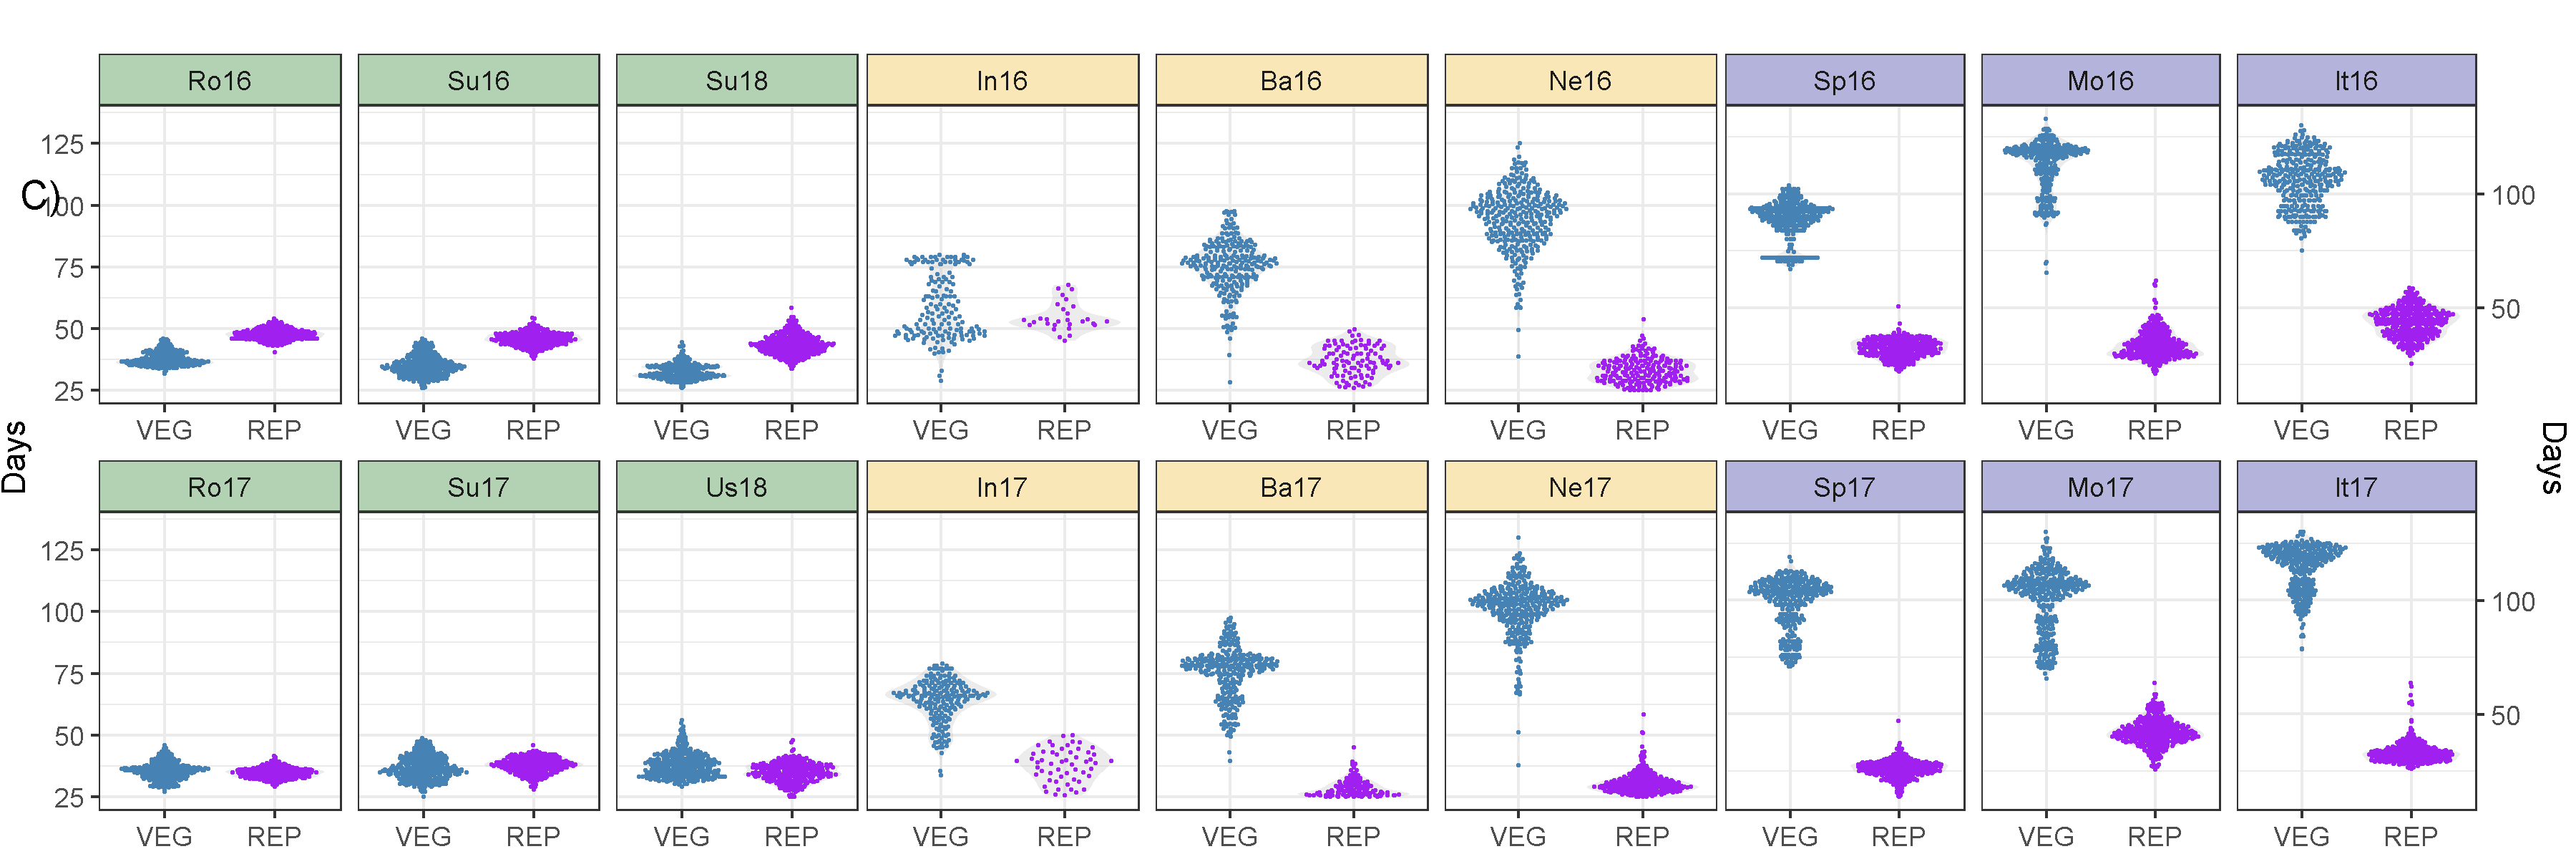 Ro16 Su16 Su18 In16 Ba16 Ne16 Sp16 Mo16 It16
125
C)
100 100
75
50 50
25
VEG REP VEG REP VEG REP VEG REP VEG REP VEG REP VEG REP VEG REP VEG REP
Days Days
Ro17 Su17 Us18 In17 Ba17 Ne17 Sp17 Mo17 It17
125
100 100
75
50 50
25
VEG REP VEG REP VEG REP VEG REP VEG REP VEG REP VEG REP VEG REP VEG REP